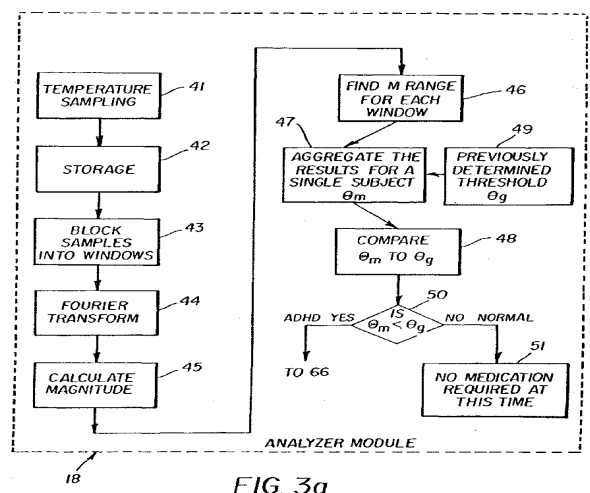 TEMPERATURE
SAMPLING
41
STORAGE
42
BLOCK
SAMPLES
INTO WINDOWS
43
FOURIER
TRANSFORM
44
CALCULATE
MAGNITUDE
45
FIND M RANGE
FOR EACH
WINDOW
46
47
AGGREGATE THE
RESULTS FOR A
SINGLE SUBJECT
Θm
49
PREVIOUSLY
DETERMINED
THRESHOLD
Θg
COMPARE
Θm TO Θg
48
50
IS
Θm < Θg
ADHD YES
NO NORMAL
TO 66
51
NO MEDICATION
REQUIRED AT
THIS TIME
ANALYZER MODULE
18
FIG. 3a